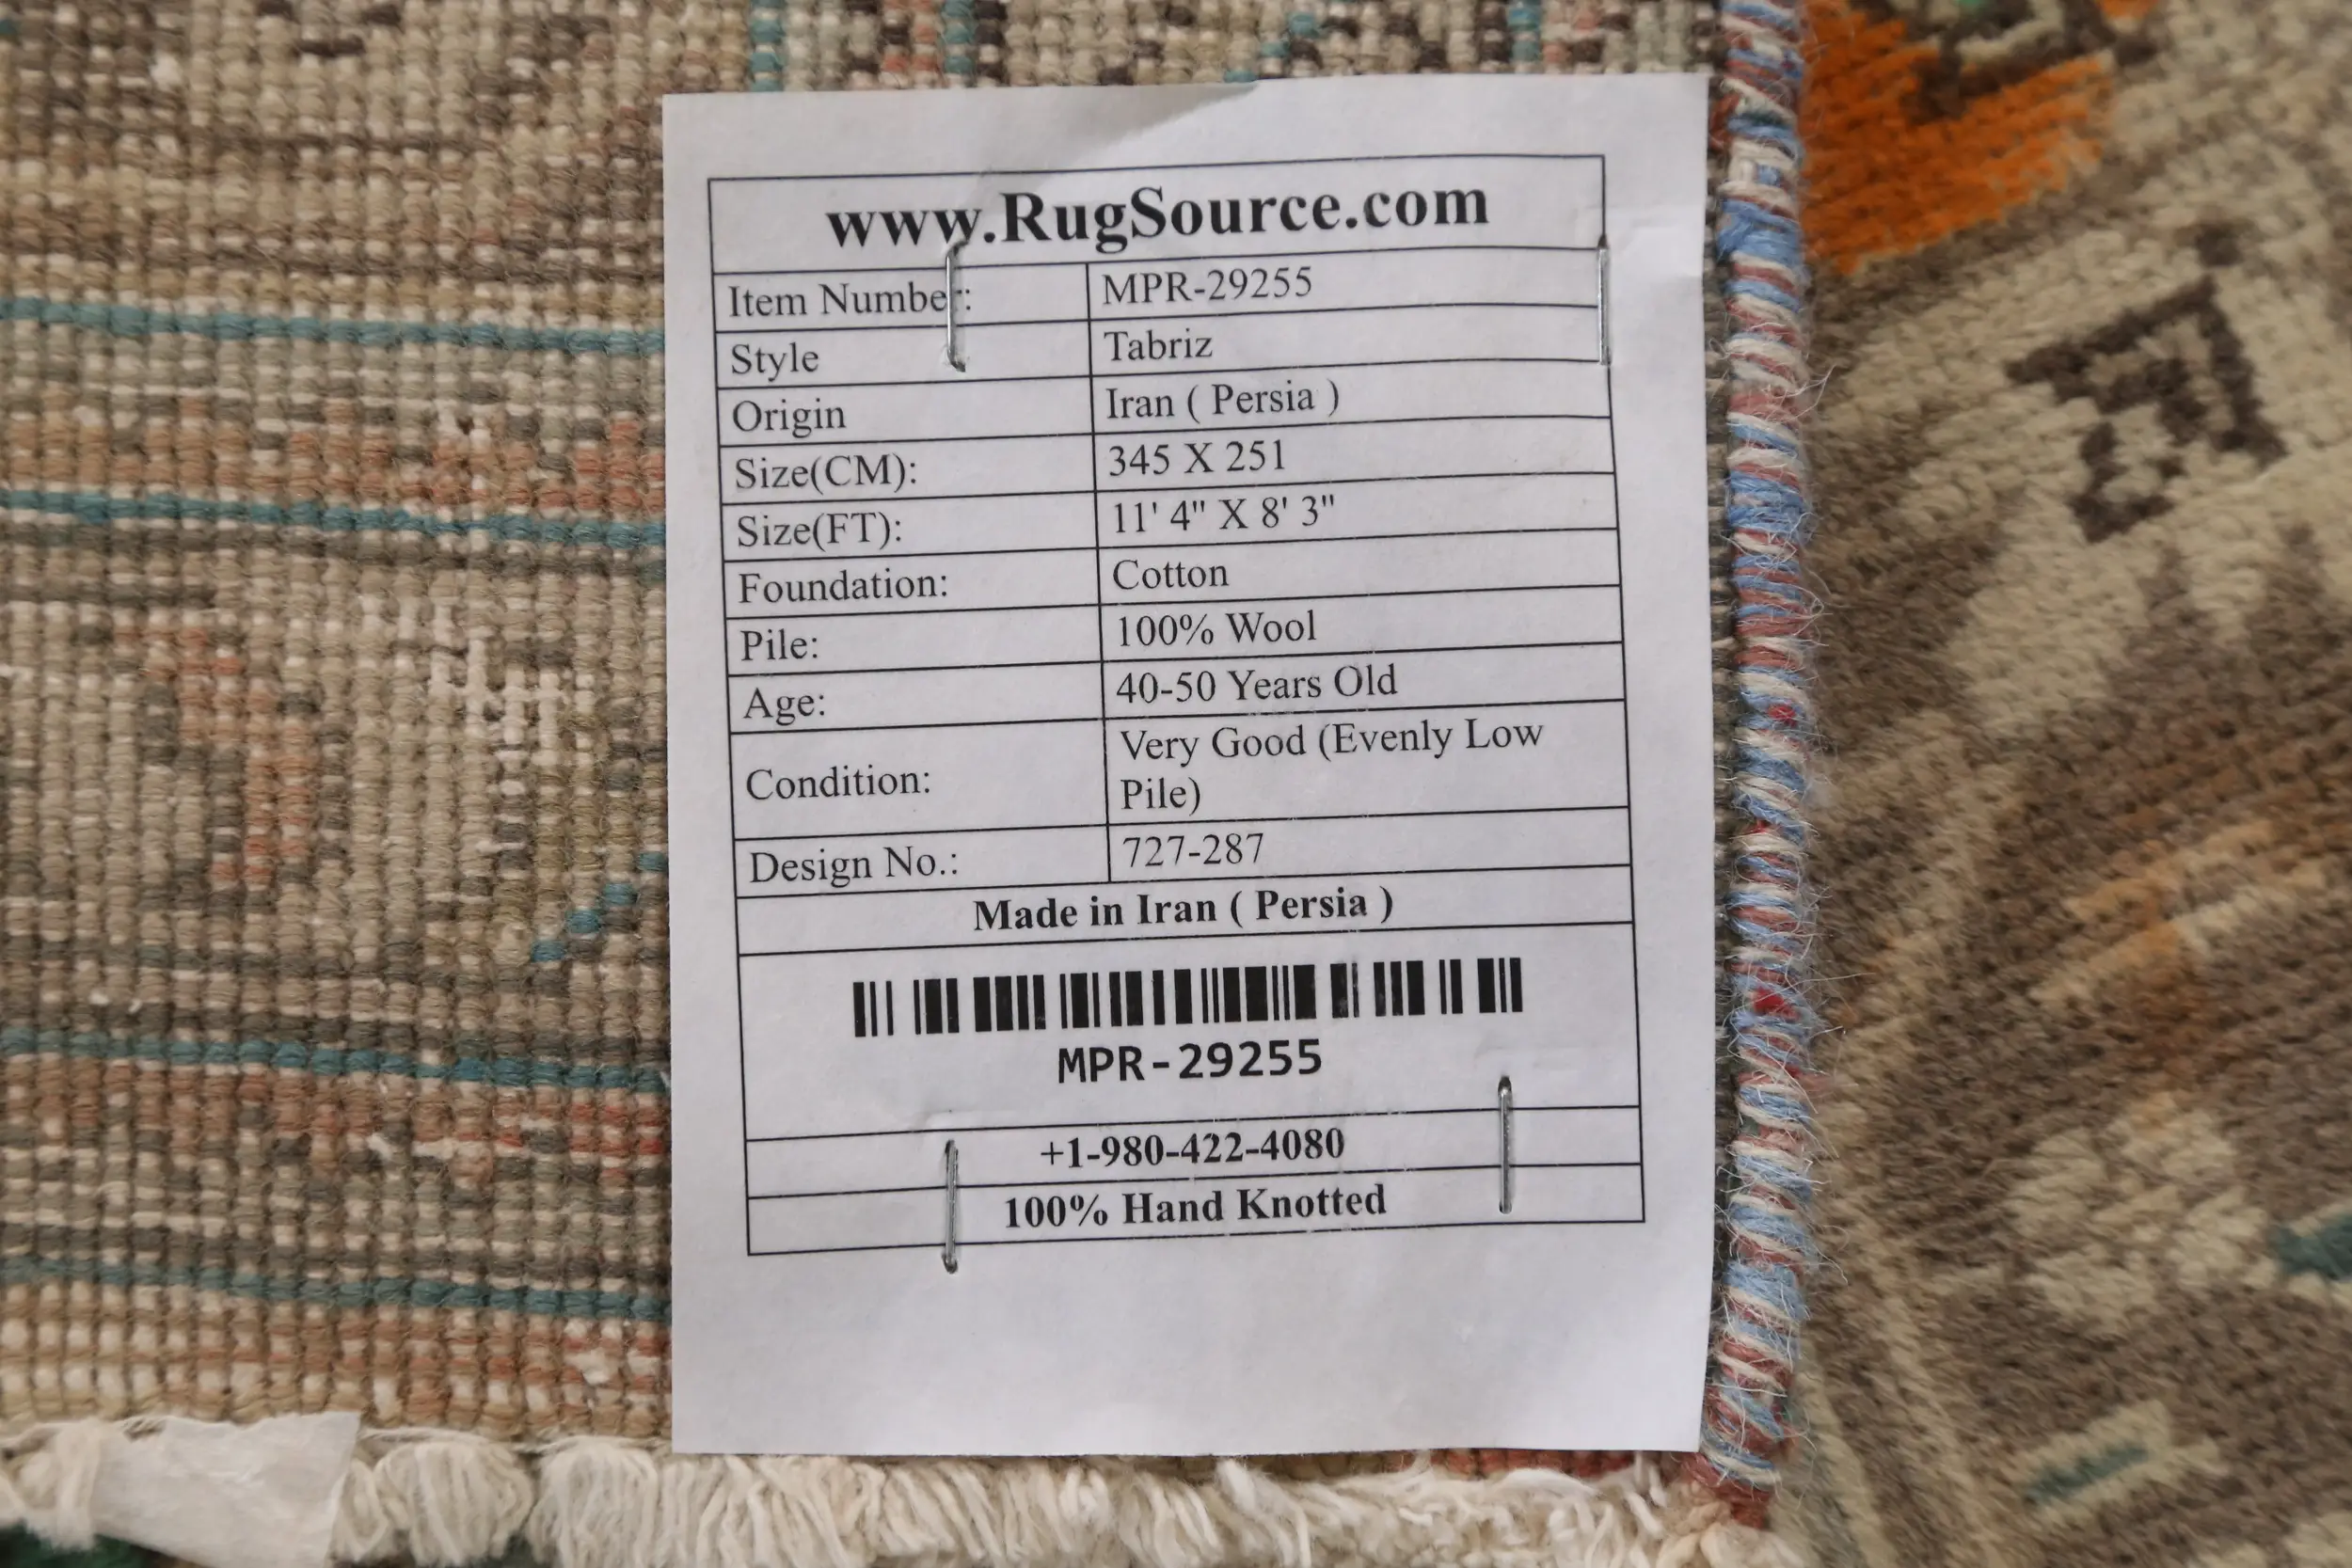 www.RugSource.com
Item Number: MPR-29255
Style Tabriz
Origin Iran ( Persia )
Size(CM): 345 X 251
Size(FT): 11' 4" X 8' 3"
Foundation: Cotton
Pile: 100% Wool
Age: 40-50 Years Old
Condition: Very Good (Evenly Low
Pile)
Design No.: 727-287
Made in Iran ( Persia )
MPR-29255
+1-980-422-4080
100% Hand Knotted